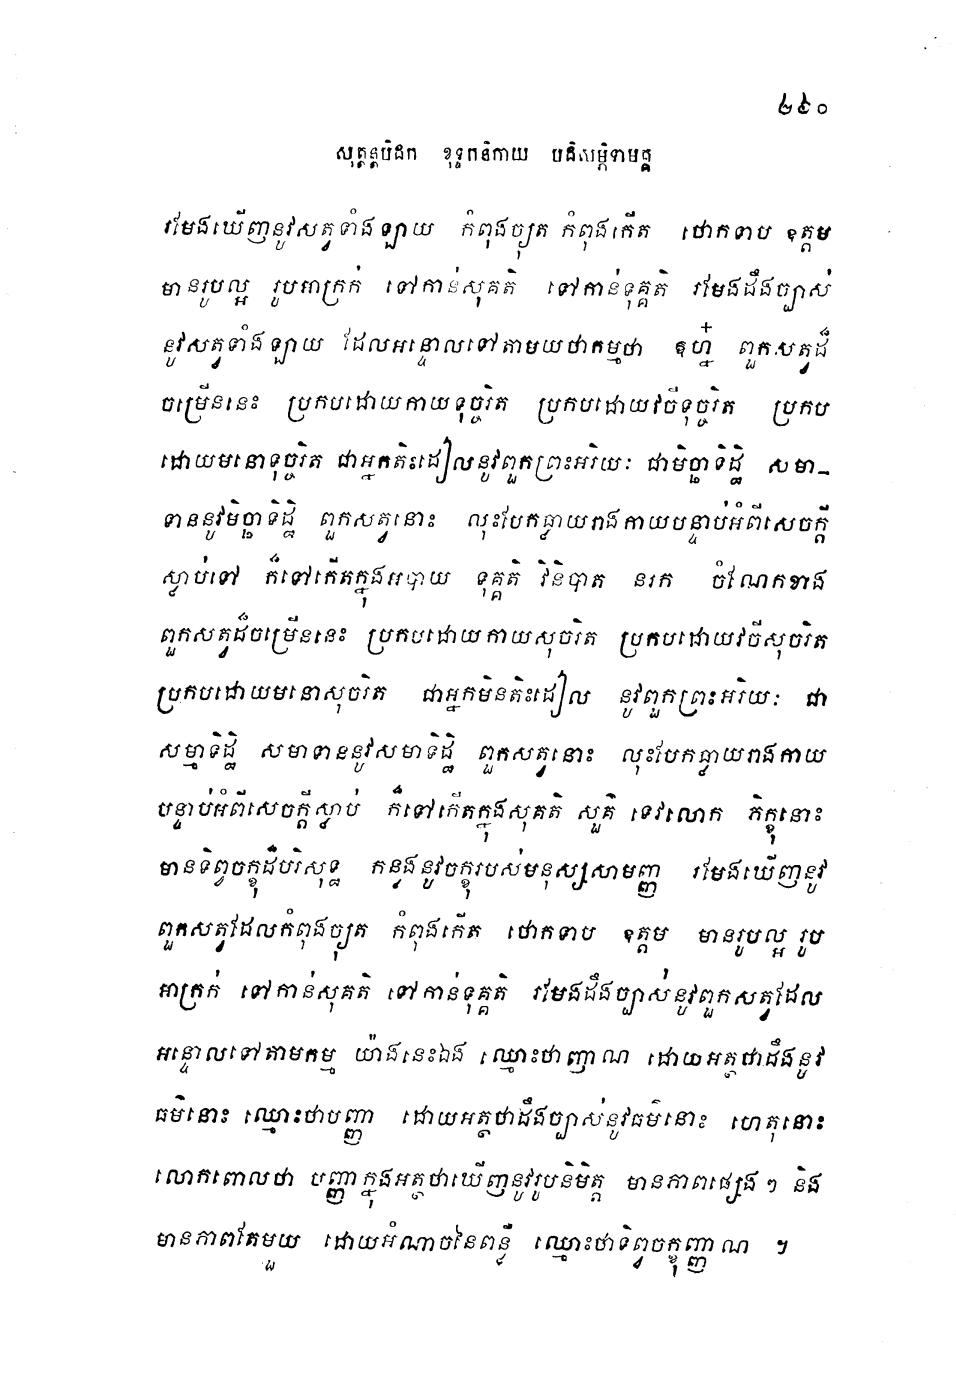 ២៩០
សុត្តន្តបិដក ខុទ្ទកនិកាយ បដិសម្ភិទាមគ្គ
រមែងឃើញនូវសត្វទាំងឡាយ កំពុងច្យុត កំពុងកើត ថោកទាប ឧត្តម
មានរូបល្អ រូបអាក្រក់ ទៅកាន់សុគតិ ទៅកាន់ទុគ្គតិ រមែងដឹងច្បាស់
នូវសត្វទាំងឡាយ ដែលអន្ទោលទៅតាមយថាកម្មថា ឱហ្ន៎ ពួកសត្វដ៏
ចម្រើននេះ ប្រកបដោយកាយទុច្ចរិត ប្រកបដោយវចីទុច្ចរិត ប្រកប
ដោយមនោទុច្ចរិត ជាអ្នកតិះដៀលនូវពួកព្រះអរិយៈ ជាមិច្ឆាទិដ្ឋិ សមា-
ទាននូវមិច្ឆាទិដ្ឋិ ពួកសត្វនោះ លុះបែកធ្លាយរាងកាយបន្ទាប់អំពីសេចក្តី
ស្លាប់ទៅ ក៏ទៅកើតក្នុងអបាយ ទុគ្គតិ វិនិបាត នរក ចំណែកខាង
ពួកសត្វដ៏ចម្រើននេះ ប្រកបដោយកាយសុចរិត ប្រកបដោយវចីសុចរិត
ប្រកបដោយមនោសុចរិត ជាអ្នកមិនតិះដៀល នូវពួកព្រះអរិយៈ ជា
សម្មាទិដ្ឋិ សមាទាននូវសមាទិដ្ឋិ ពួកសត្វនោះ លុះបែកធ្លាយរាងកាយ
បន្ទាប់អំពីសេចក្តីស្លាប់ ក៏ទៅកើតក្នុងសុគតិ សួគិ ទេវលោក ភិក្ខុនោះ
មានទិព្វចក្ខុដ៏បរិសុទ្ធ កន្លងនូវចក្ខុរបស់មនុស្សសាមញ្ញ រមែងឃើញនូវ
ពួកសត្វដែលកំពុងច្យុត កំពុងកើត ថោកទាប ឧត្តម មានរូបល្អ រូប
អាក្រក់ ទៅកាន់សុគតិ ទៅកាន់ទុគ្គតិ រមែងដឹងច្បាស់នូវពួកសត្វដែល
អន្ទោលទៅតាមកម្ម យ៉ាងនេះឯង ឈ្មោះថាញាណ ដោយអត្ថថាដឹងនូវ
ធម៌នោះ ឈ្មោះថាបញ្ញា ដោយអត្ថថាដឹងច្បាស់នូវធម៌នោះ ហេតុនោះ
លោកពោលថា បញ្ញាក្នុងអត្ថថាឃើញនូវរូបនិមិត្ត មានភាពផ្សេងៗ និង
មានភាពតែមួយ ដោយអំណាចនៃពន្លឺ ឈ្មោះថាទិព្វចក្ខុញ្ញាណ ។